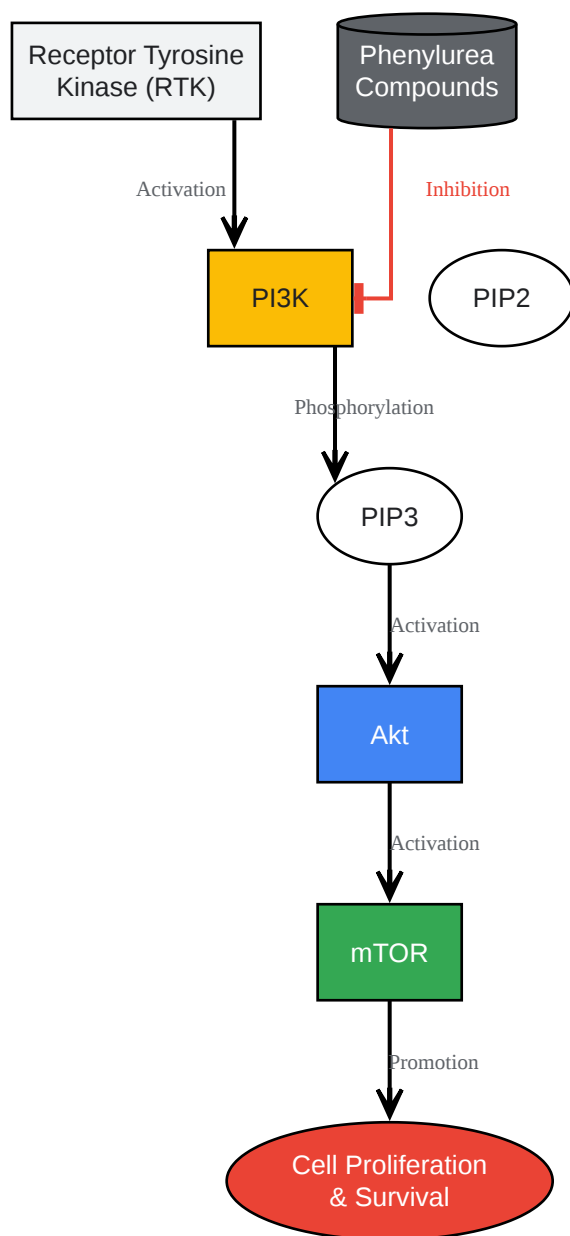 Receptor Tyrosine
Kinase (RTK)
Phenylurea
Compounds
Activation
Inhibition
PI3K
PIP2
Phosphorylation
PIP3
Activation
Akt
Activation
mTOR
Promotion
Cell Proliferation
& Survival